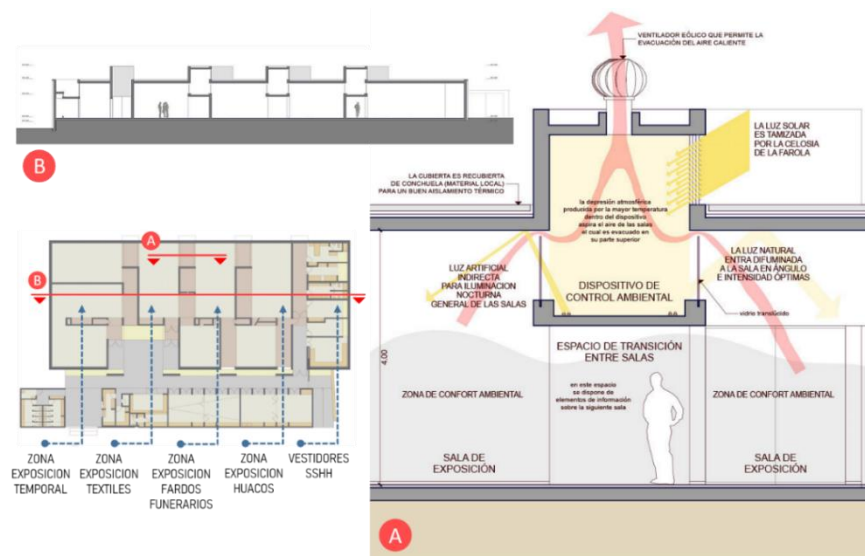 B
A
B
ZONA
EXPOSICION
TEMPORAL
ZONA
EXPOSICION
TEXTILES
ZONA
EXPOSICION
FARDOS
FUNERARIOS
ZONA
EXPOSICION
HUACOS
VESTIDORES
SSHH
VENTILADOR EÓLICO QUE PERMITE LA
EVACUACIÓN DEL AIRE CALIENTE
LA LUZ SOLAR
ES TAMIZADA
POR LA CELOSIA
DE LA FAROLA
LA CUBIERTA ES RECUBIERTA
DE CONCHUELA (MATERIAL LOCAL)
PARA UN BUEN AISLAMIENTO TÉRMICO
la depresión atmosférica
producida por la mayor temperatura
dentro del dispositivo
aspira el aire de las salas
el cual es evacuado en
su parte superior
LUZ ARTIFICIAL
INDIRECTA
PARA ILUMINACION
NOCTURNA
GENERAL DE LAS SALAS
DISPOSITIVO DE
CONTROL AMBIENTAL
LA LUZ NATURAL
ENTRA DIFUMINADA
A LA SALA EN ÁNGULO
E INTENSIDAD ÓPTIMAS
vidrio translúcido
4.00
ESPACIO DE TRANSICIÓN
ENTRE SALAS
en este espacio
se dispone de
elementos de información
sobre la siguiente sala
ZONA DE CONFORT AMBIENTAL
ZONA DE CONFORT AMBIENTAL
SALA DE
EXPOSICIÓN
SALA DE
EXPOSICIÓN
A